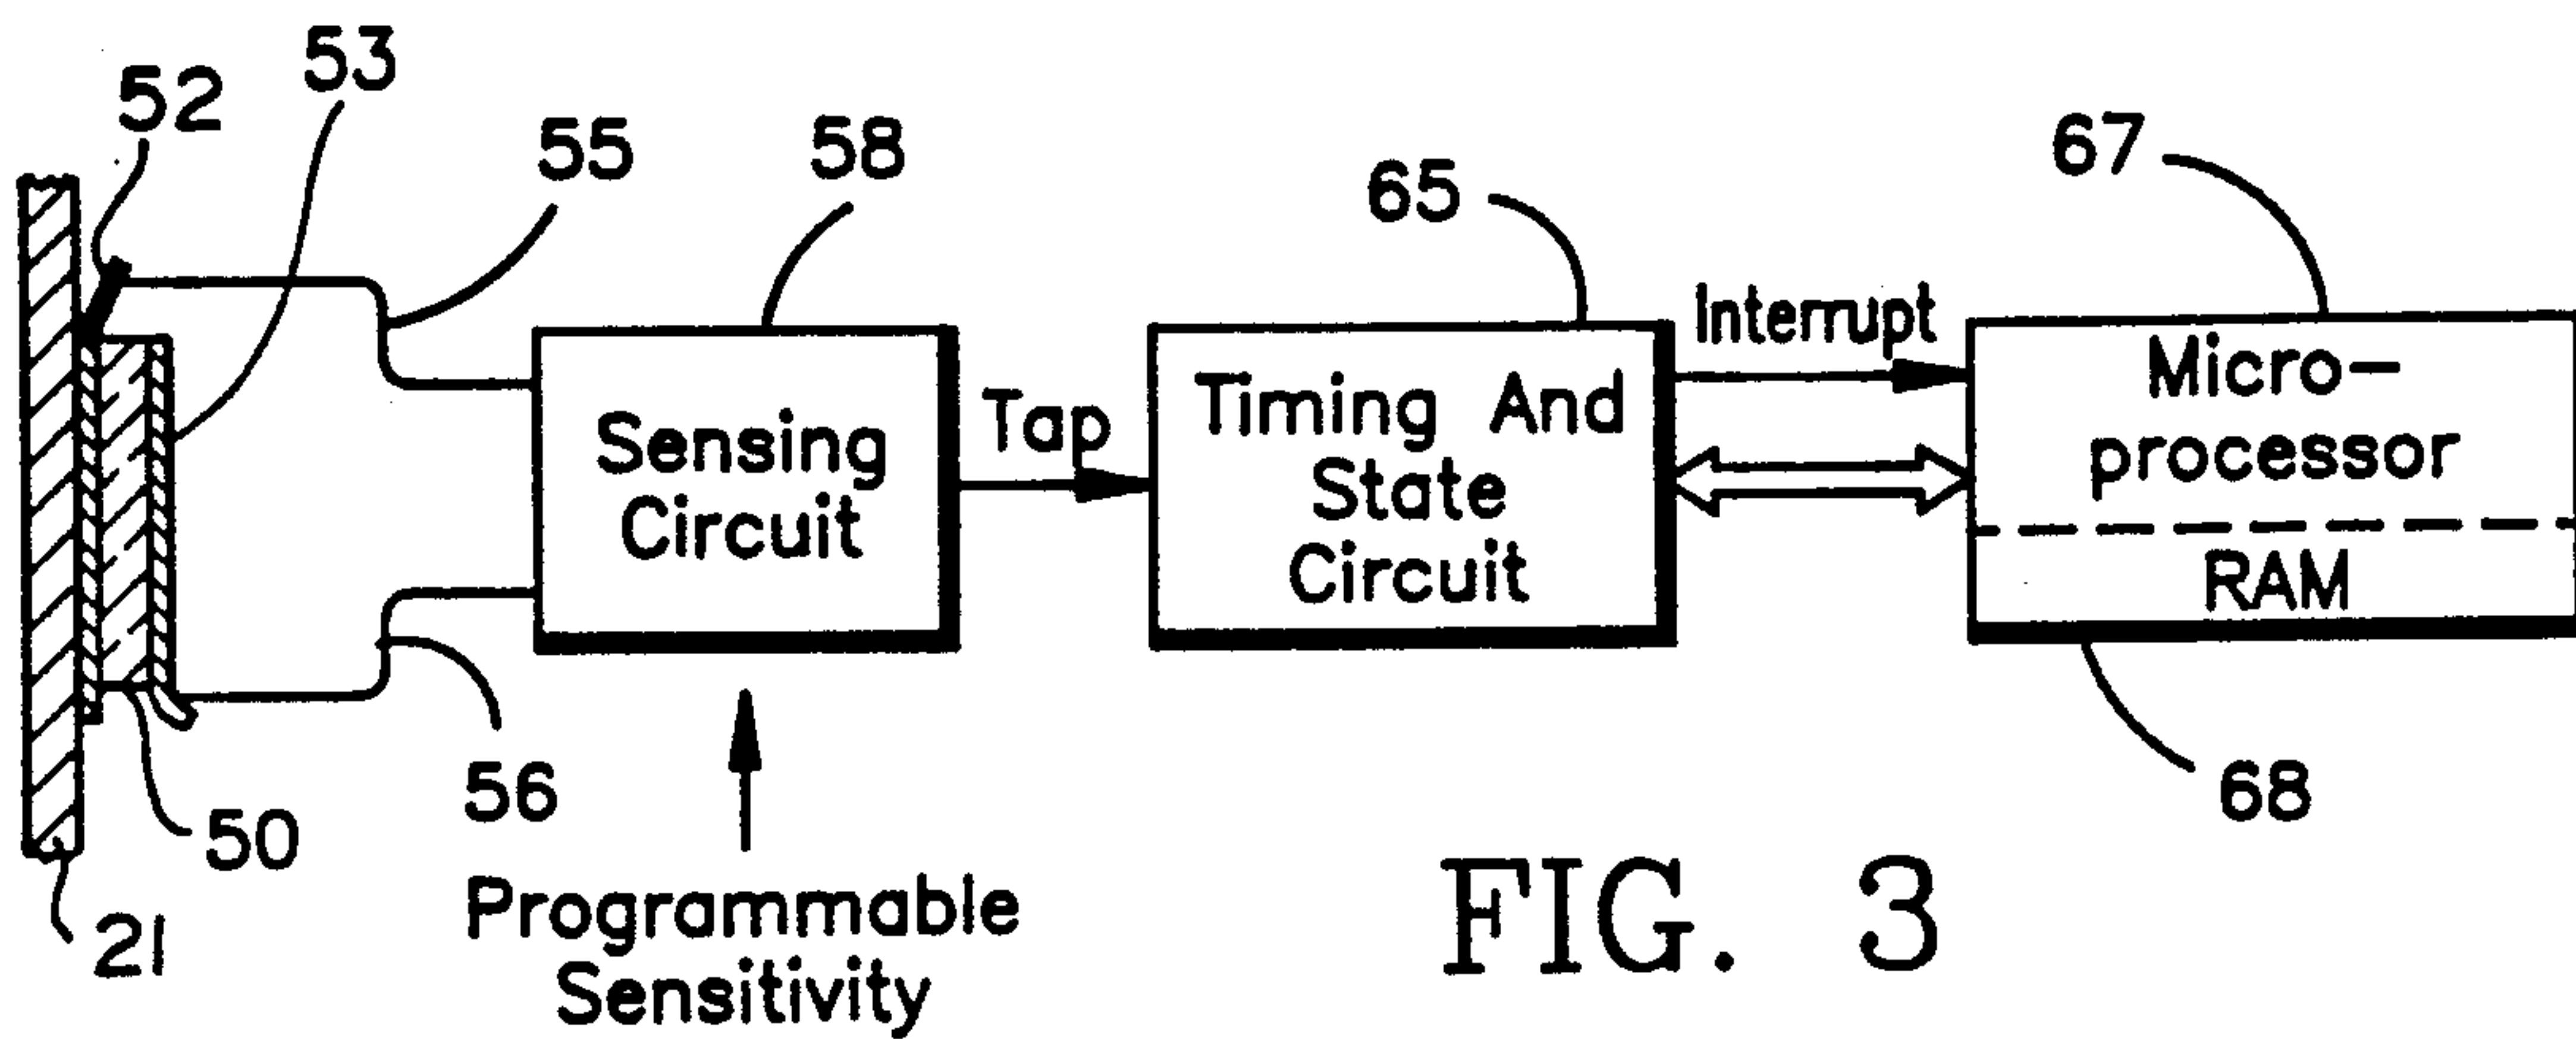 53
52
55
58
65
67
Interrupt
Micro-
processor
RAM
Timing And
State
Circuit
Tap
Sensing
Circuit
56
50
21
68
Programmable
Sensitivity
FIG. 3